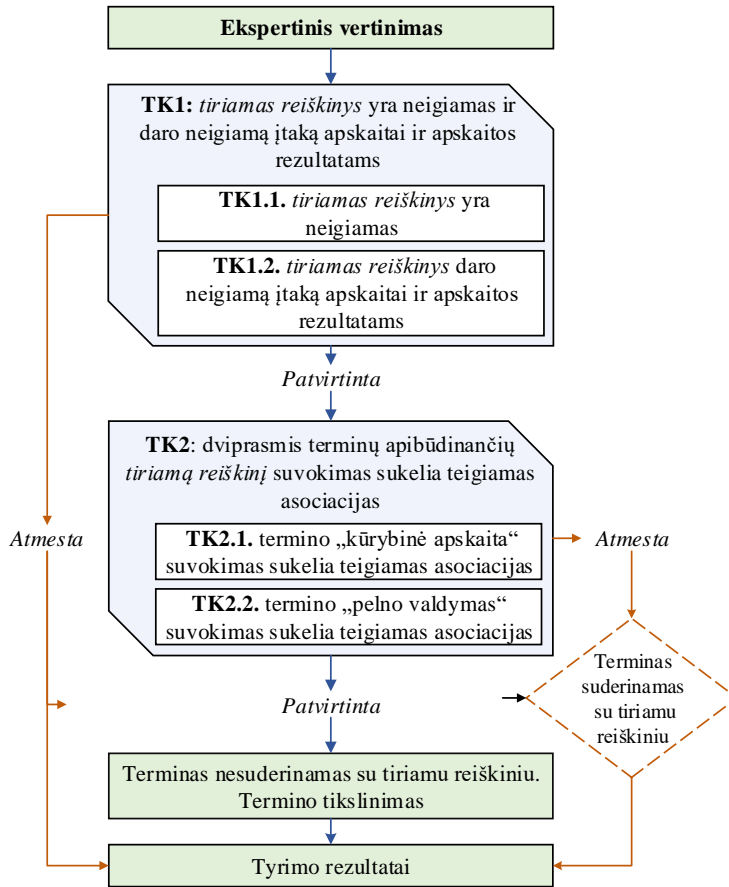 Ekspertinis vertinimas
TK1: tiriamas reiškinys yra neigiamas ir
daro neigiamą įtaką apskaitai ir apskaitos
rezultatams
TK1.1. tiriamas reiškinys yra
neigiamas
TK1.2. tiriamas reiškinys daro
neigiamą įtaką apskaitai ir apskaitos
rezultatams
Patvirtinta
TK2: dviprasmis terminų apibūdinančių
tiriamą reiškinį suvokimas sukelia teigiamas
asociacijas
TK2.1. termino „kūrybinė apskaita“
suvokimas sukelia teigiamas asociacijas
TK2.2. termino „pelno valdymas“
suvokimas sukelia teigiamas asociacijas
Atmesta
Atmesta
Terminas
suderinamas
su tiriamu
reiškiniu
Patvirtinta
Terminas nesuderinamas su tiriamu reiškiniu.
Termino tikslinimas
Tyrimo rezultatai